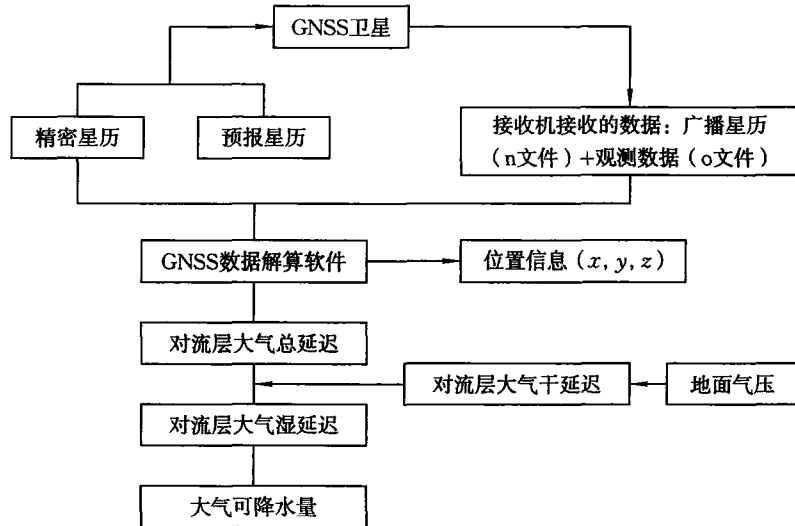 GNSS卫星
精密星历
预报星历
接收机接收的数据：广播星历
（n文件）+观测数据（o文件）
GNSS数据解算软件
位置信息（x, y, z）
对流层大气总延迟
对流层大气干延迟
地面气压
对流层大气湿延迟
大气可降水量